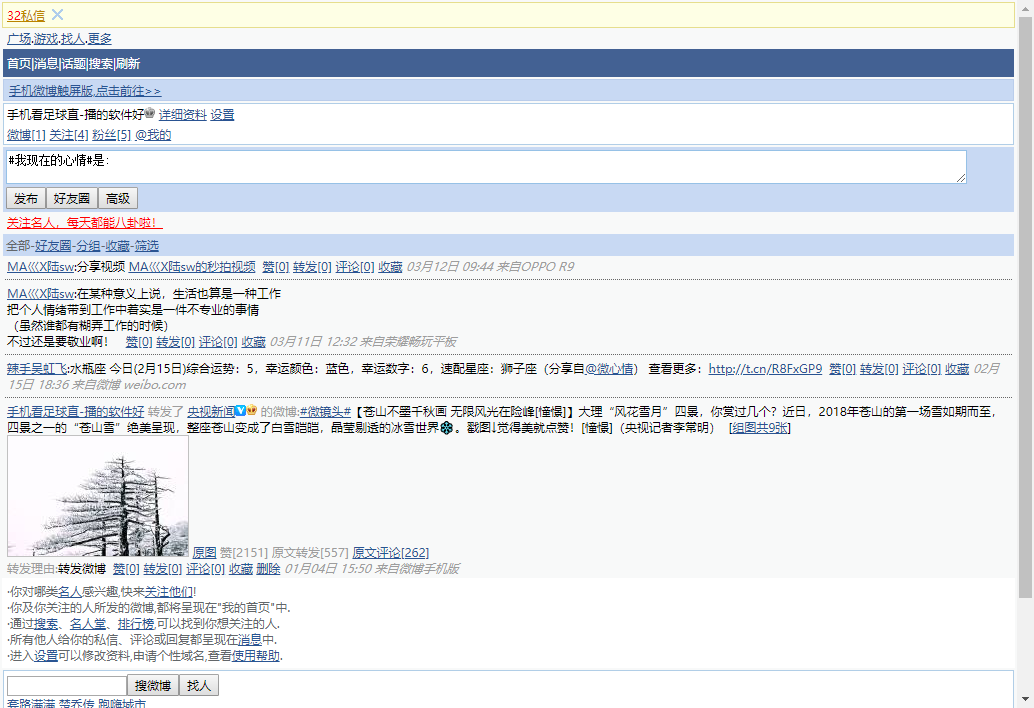 32私信
广场.游戏.找人.更多
首页|消息|话题|搜索|刷新
手机微博触屏版,点击前往>>
手机看足球直-播的软件好 详细资料 设置
微博[1] 关注[4] 粉丝[5] @我的
#我现在的心情#是:
发布 好友圈 高级
关注名人，每天都能八卦啦！
全部-好友圈-分组-收藏-筛选
MA巛X陆sw:分享视频 MA巛X陆sw的秒拍视频 赞[0] 转发[0] 评论[0] 收藏 03月12日 09:44 来自OPPO R9
MA巛X陆sw:在某种意义上说，生活也算是一种工作
把个人情绪带到工作中着实是一件不专业的事情
（虽然谁都有糊弄工作的时候）
不过还是要敬业啊！ 赞[0] 转发[0] 评论[0] 收藏 03月11日 12:32 来自荣耀畅玩平板
辣手吴虹飞:水瓶座 今日(2月15日)综合运势：5，幸运颜色：蓝色，幸运数字：6，速配星座：狮子座（分享自@微心情） 查看更多：http://t.cn/R8FxGP9 赞[0] 转发[0] 评论[0] 收藏 02月
15日 18:36 来自微博 weibo.com
手机看足球直-播的软件好 转发了 央视新闻 的微博:#微镜头#【苍山不墨千秋画 无限风光在险峰[憧憬]】大理“风花雪月”四景，你赏过几个？近日，2018年苍山的第一场雪如期而至，
四景之一的“苍山雪”绝美呈现，整座苍山变成了白雪皑皑，晶莹剔透的冰雪世界❄。戳图↓觉得美就点赞！[憧憬]（央视记者李常明） [组图共9张]
原图 赞[2151] 原文转发[557] 原文评论[262]
转发理由:转发微博 赞[0] 转发[0] 评论[0] 收藏 删除 01月04日 15:50 来自微博手机版
·你对哪类名人感兴趣,快来关注他们!
·你及你关注的人所发的微博,都将呈现在"我的首页"中.
·通过搜索、名人堂、排行榜,可以找到你想关注的人.
·所有他人给你的私信、评论或回复都呈现在消息中.
·进入设置可以修改资料,申请个性域名,查看使用帮助.
搜微博 找人
套路满满 楚乔传 跑嗨城市